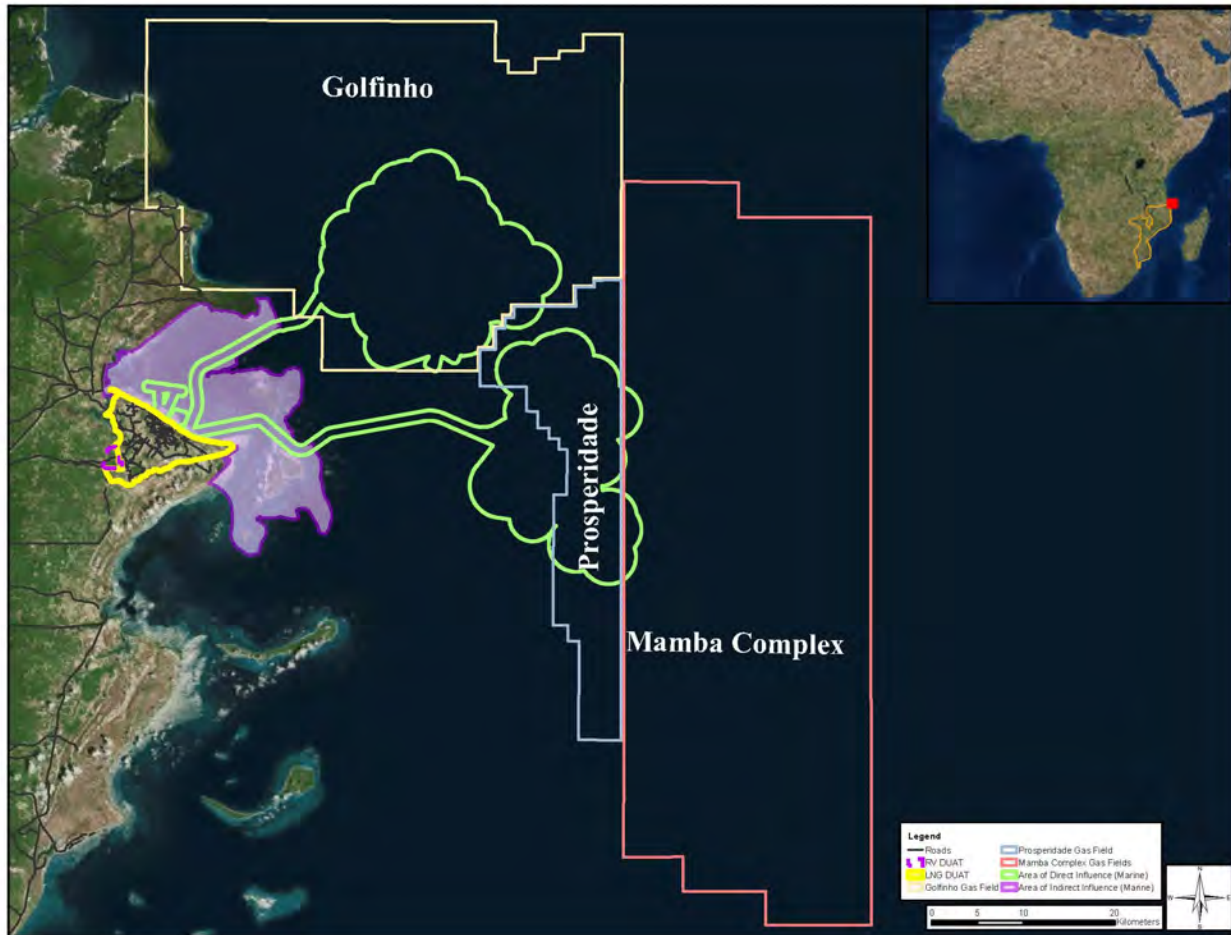 Golfinho
Prosperidade
Mamba Complex
Legend
Roads
RV DUAT
LNG DUAT
Golfinho Gas Field
Prosperidade Gas Field
Mamba Complex Gas Fields
Area of Direct Influence (Marine)
Area of Indirect Influence (Marine)
0 5 10 20
Kilometers
N
W E
S